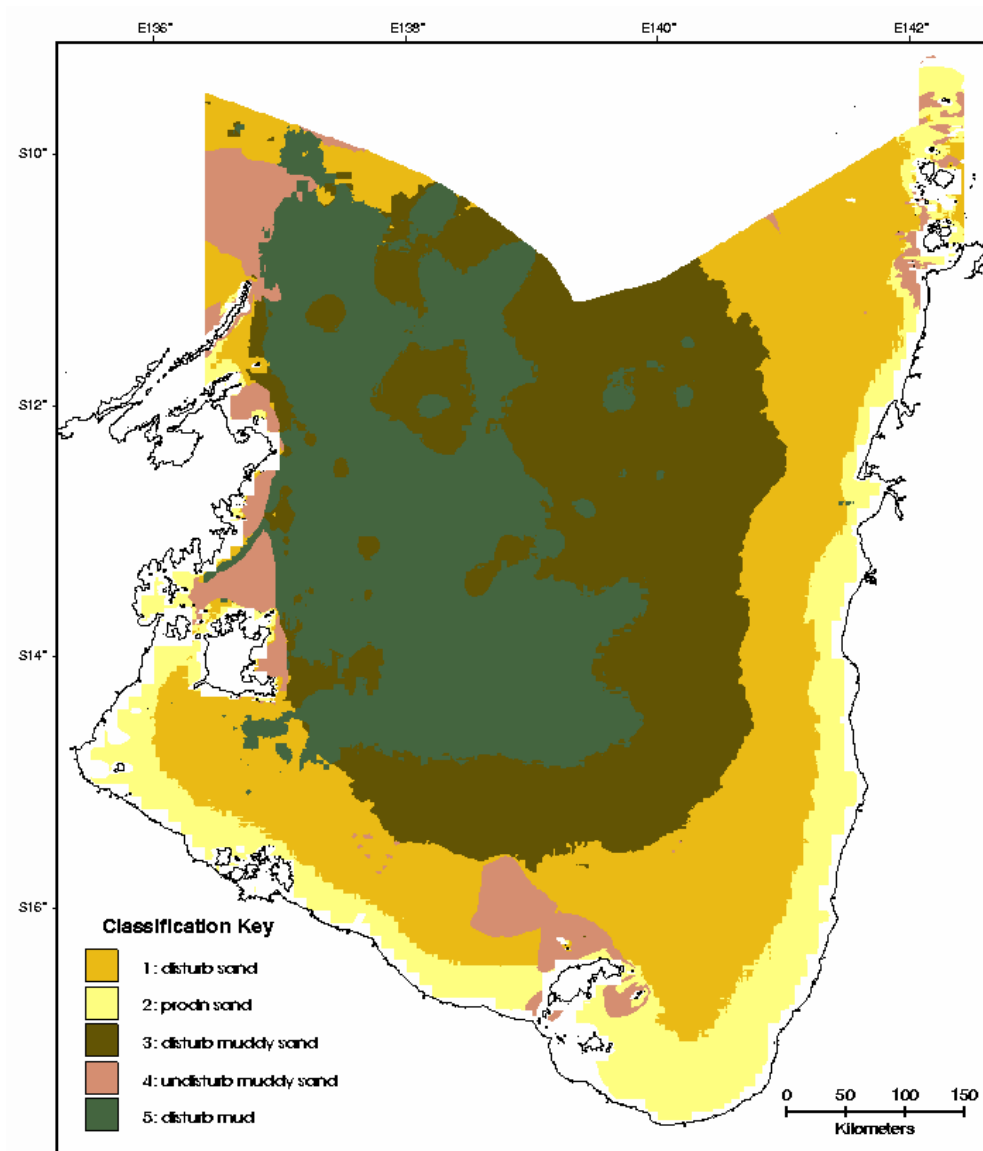 E136° E138° E140° E142°
S10°
S12°
S14°
S16°
Classification Key
1: disturb sand
2: prodn sand
3: disturb muddy sand
4: undisturb muddy sand
5: disturb mud
0 50 100 150
Kilometers